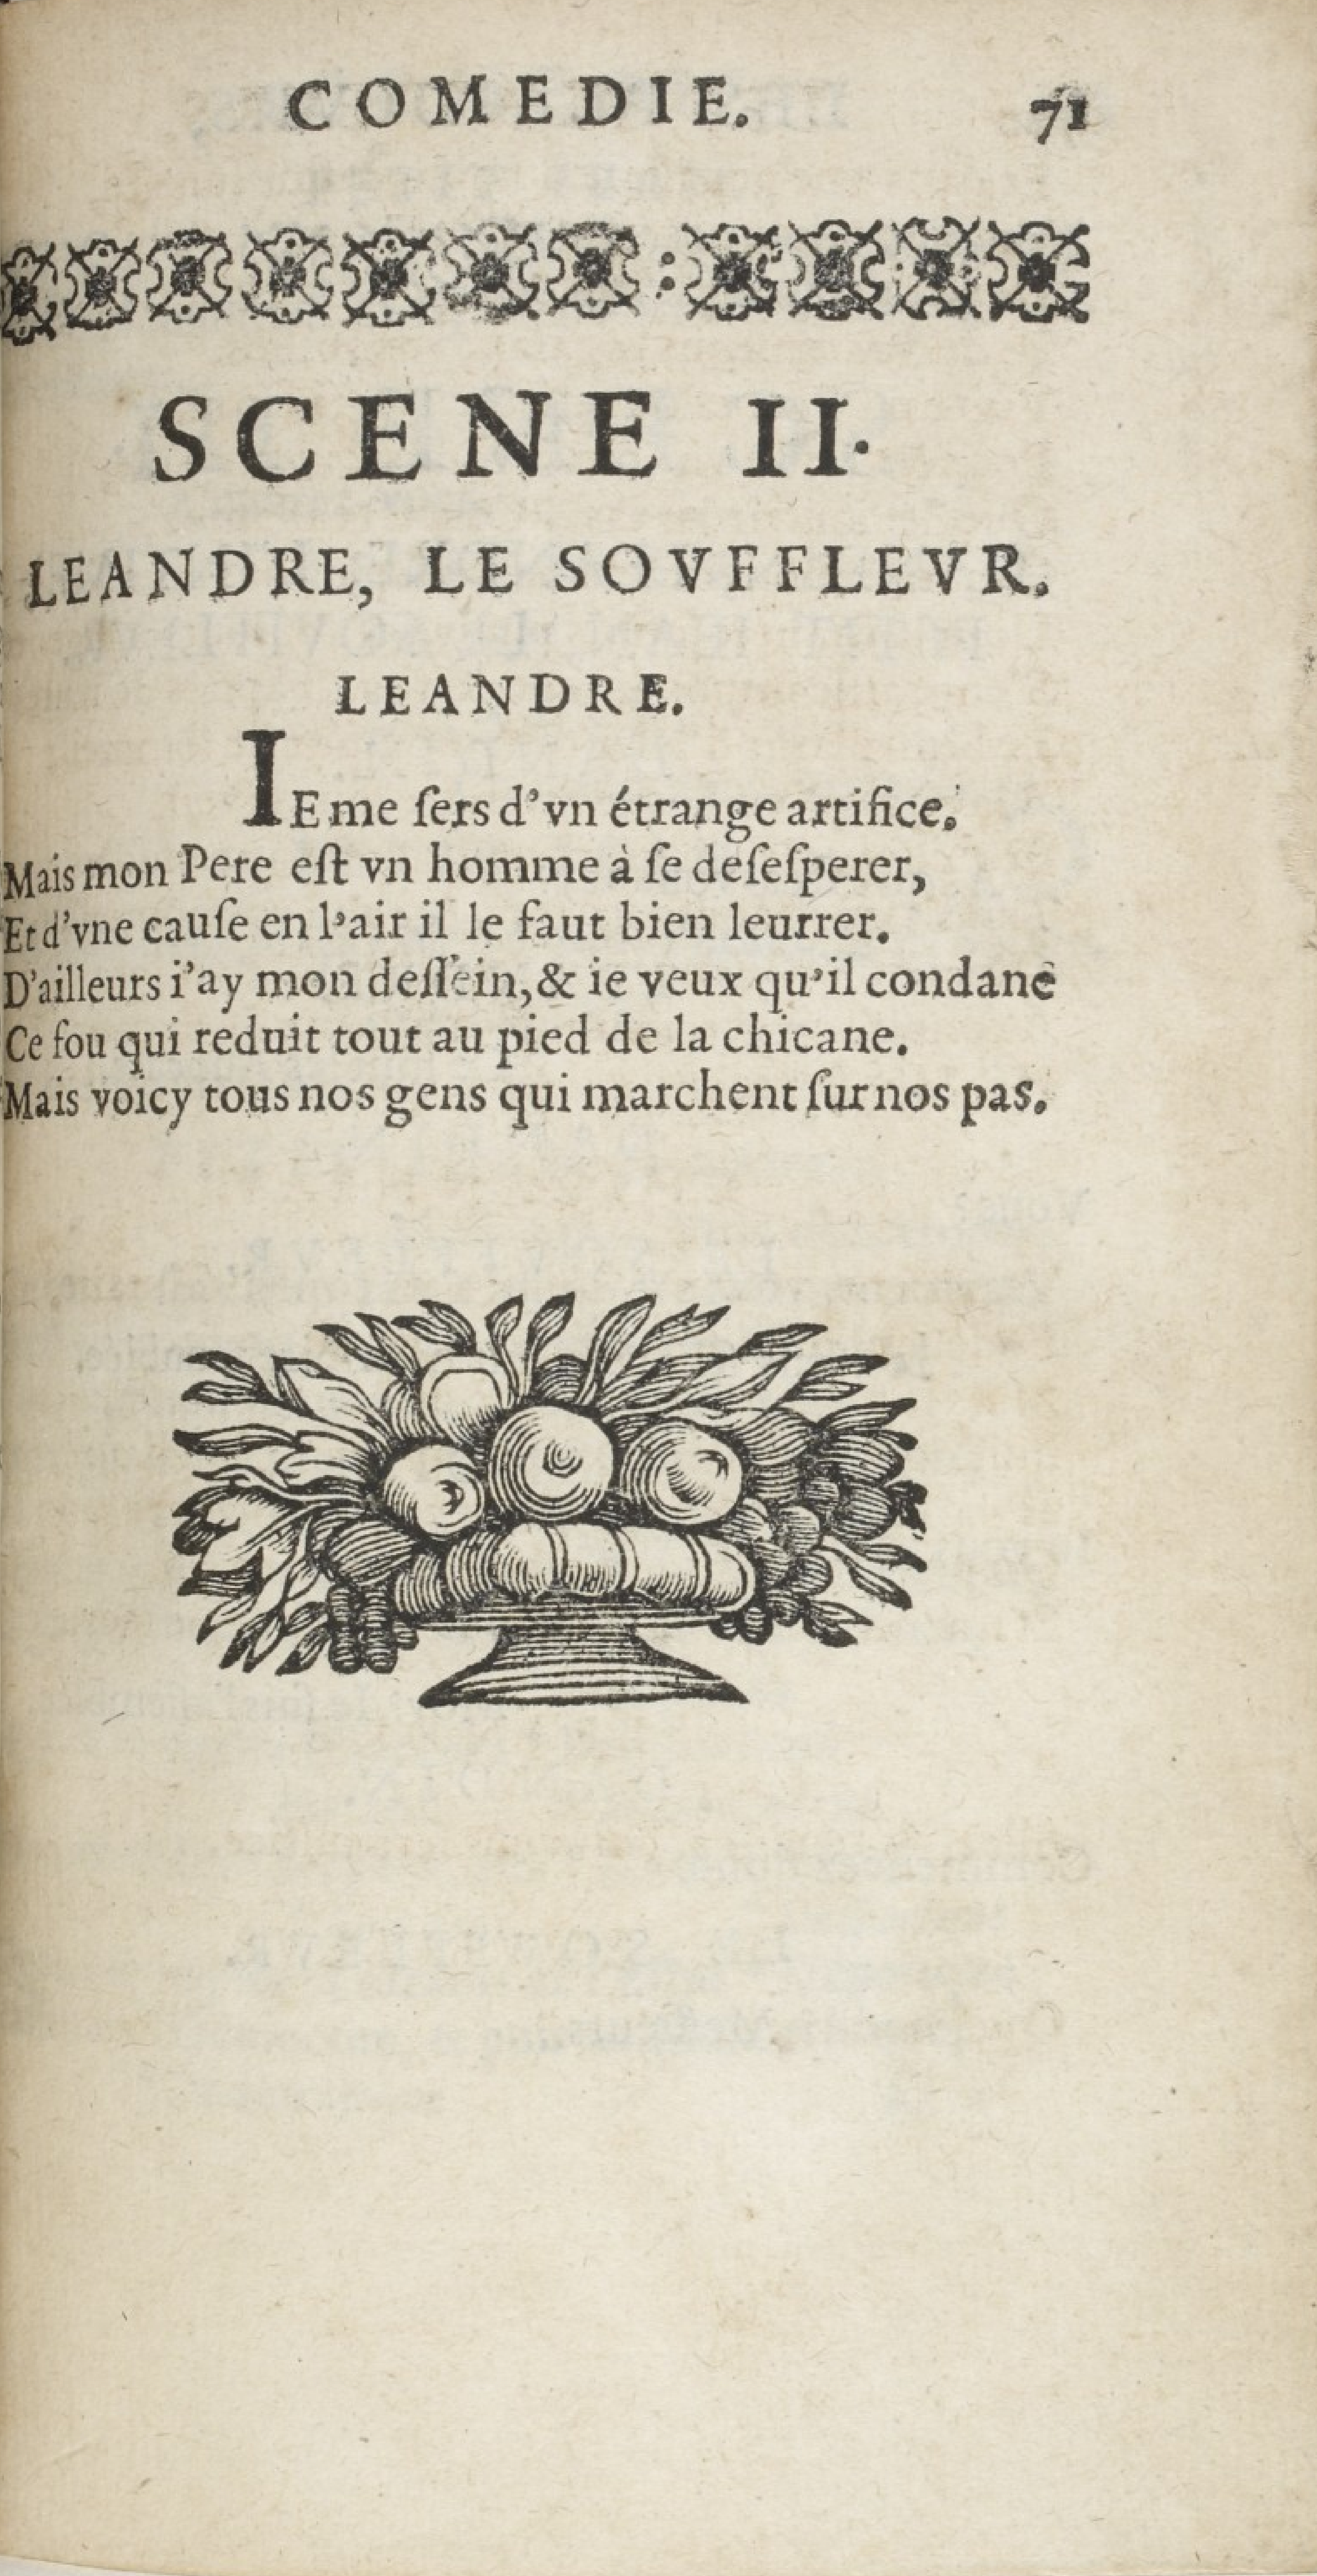 COMEDIE. 71
SCENE II.
LEANDRE, LE SOVFFLEVR.
LEANDRE.
IE me ſers d'vn étrange artifice.
Mais mon Pere eſt vn homme à ſe deſeſperer,
Et d'vne cauſe en l'air il le faut bien leurrer.
D'ailleurs i'ay mon deſſein, & ie veux qu'il condane
Ce fou qui reduit tout au pied de la chicane.
Mais voicy tous nos gens qui marchent ſur nos pas.